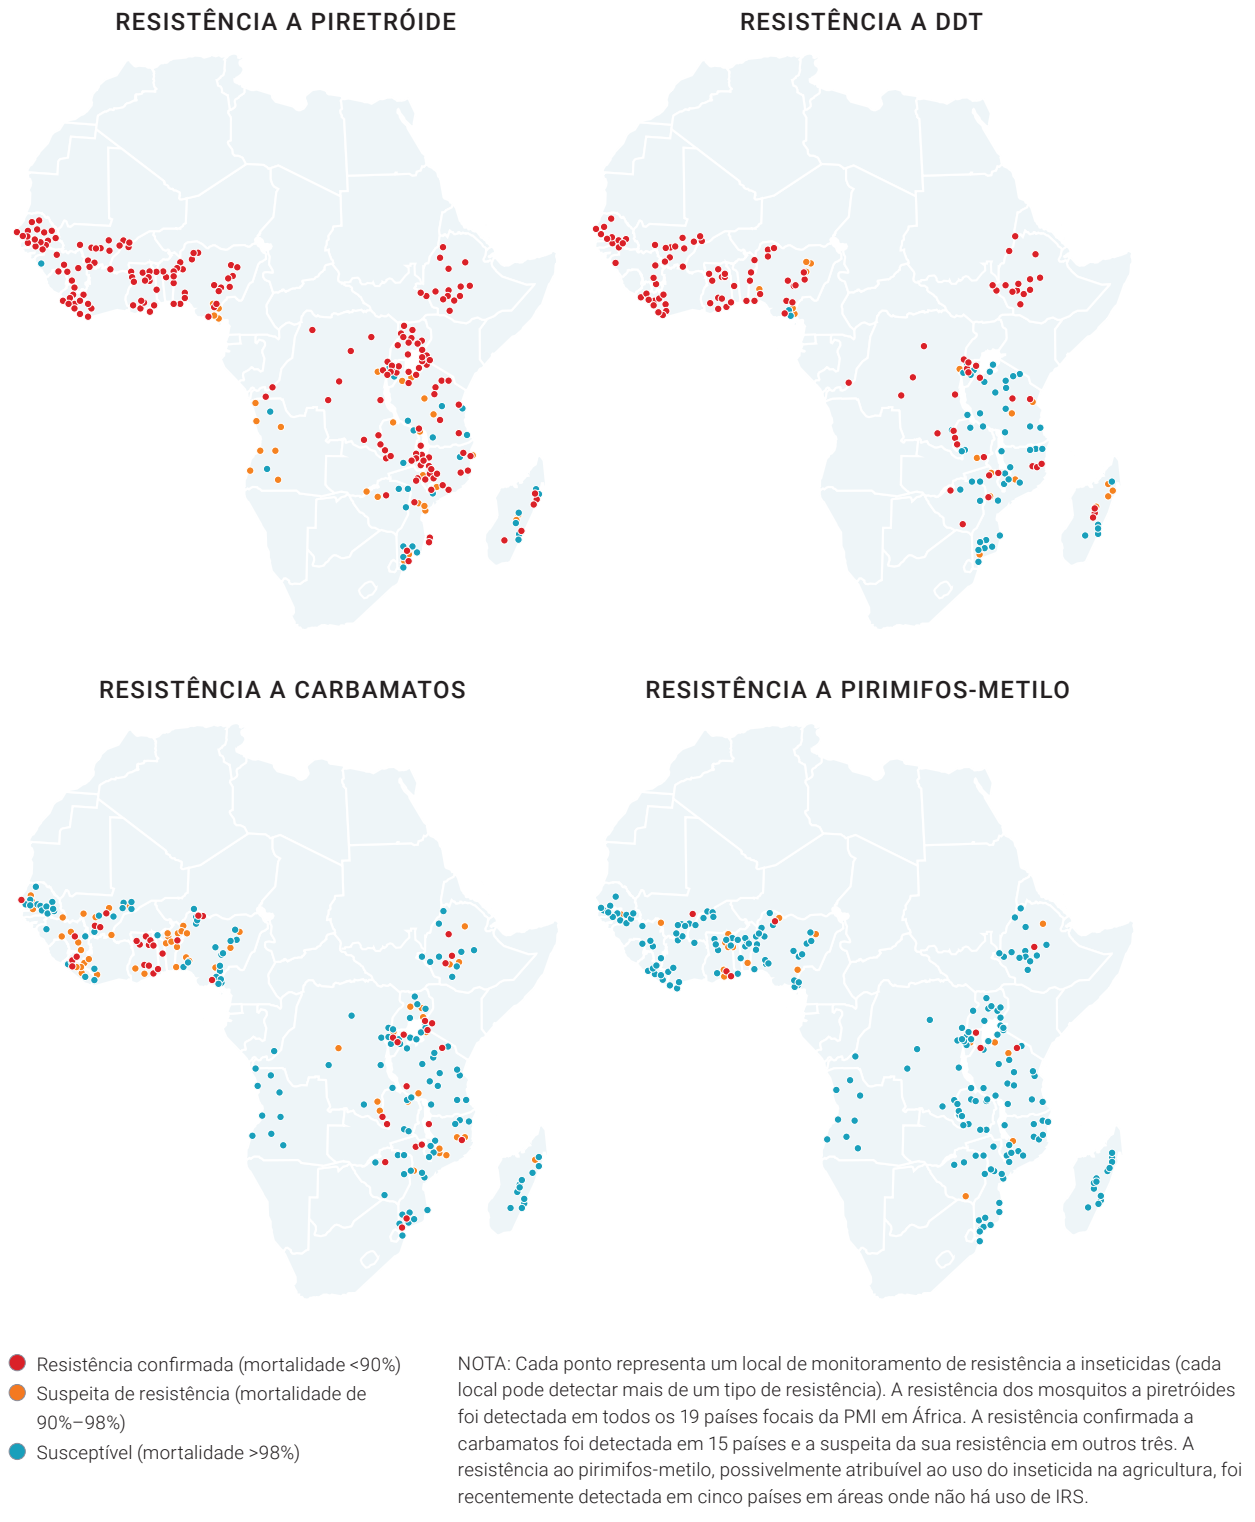 RESISTÊNCIA A PIRETRÓIDE
RESISTÊNCIA A DDT
RESISTÊNCIA A CARBAMATOS
RESISTÊNCIA A PIRIMIFOS-METILO
Resistência confirmada (mortalidade <90%)
Suspeita de resistência (mortalidade de
90%–98%)
Susceptível (mortalidade >98%)
NOTA: Cada ponto representa um local de monitoramento de resistência a inseticidas (cada
local pode detectar mais de um tipo de resistência). A resistência dos mosquitos a piretróides
foi detectada em todos os 19 países focais da PMI em África. A resistência confirmada a
carbamatos foi detectada em 15 países e a suspeita da sua resistência em outros três. A
resistência ao pirimifos-metilo, possivelmente atribuível ao uso do inseticida na agricultura, foi
recentemente detectada em cinco países em áreas onde não há uso de IRS.